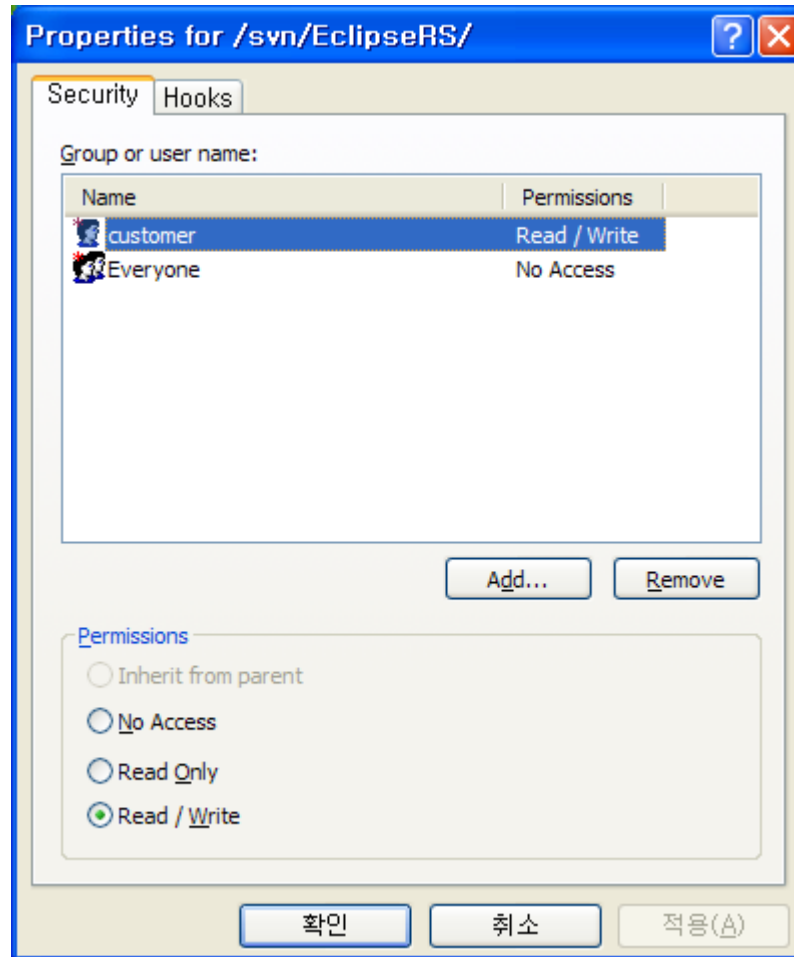 Properties for /svn/EclipseRS/
Security Hooks
Group or user name:
Name Permissions
customer Read / Write
Everyone No Access
Add... Remove
Permissions
Inherit from parent
No Access
Read Only
Read / Write
확인 취소 적용(A)